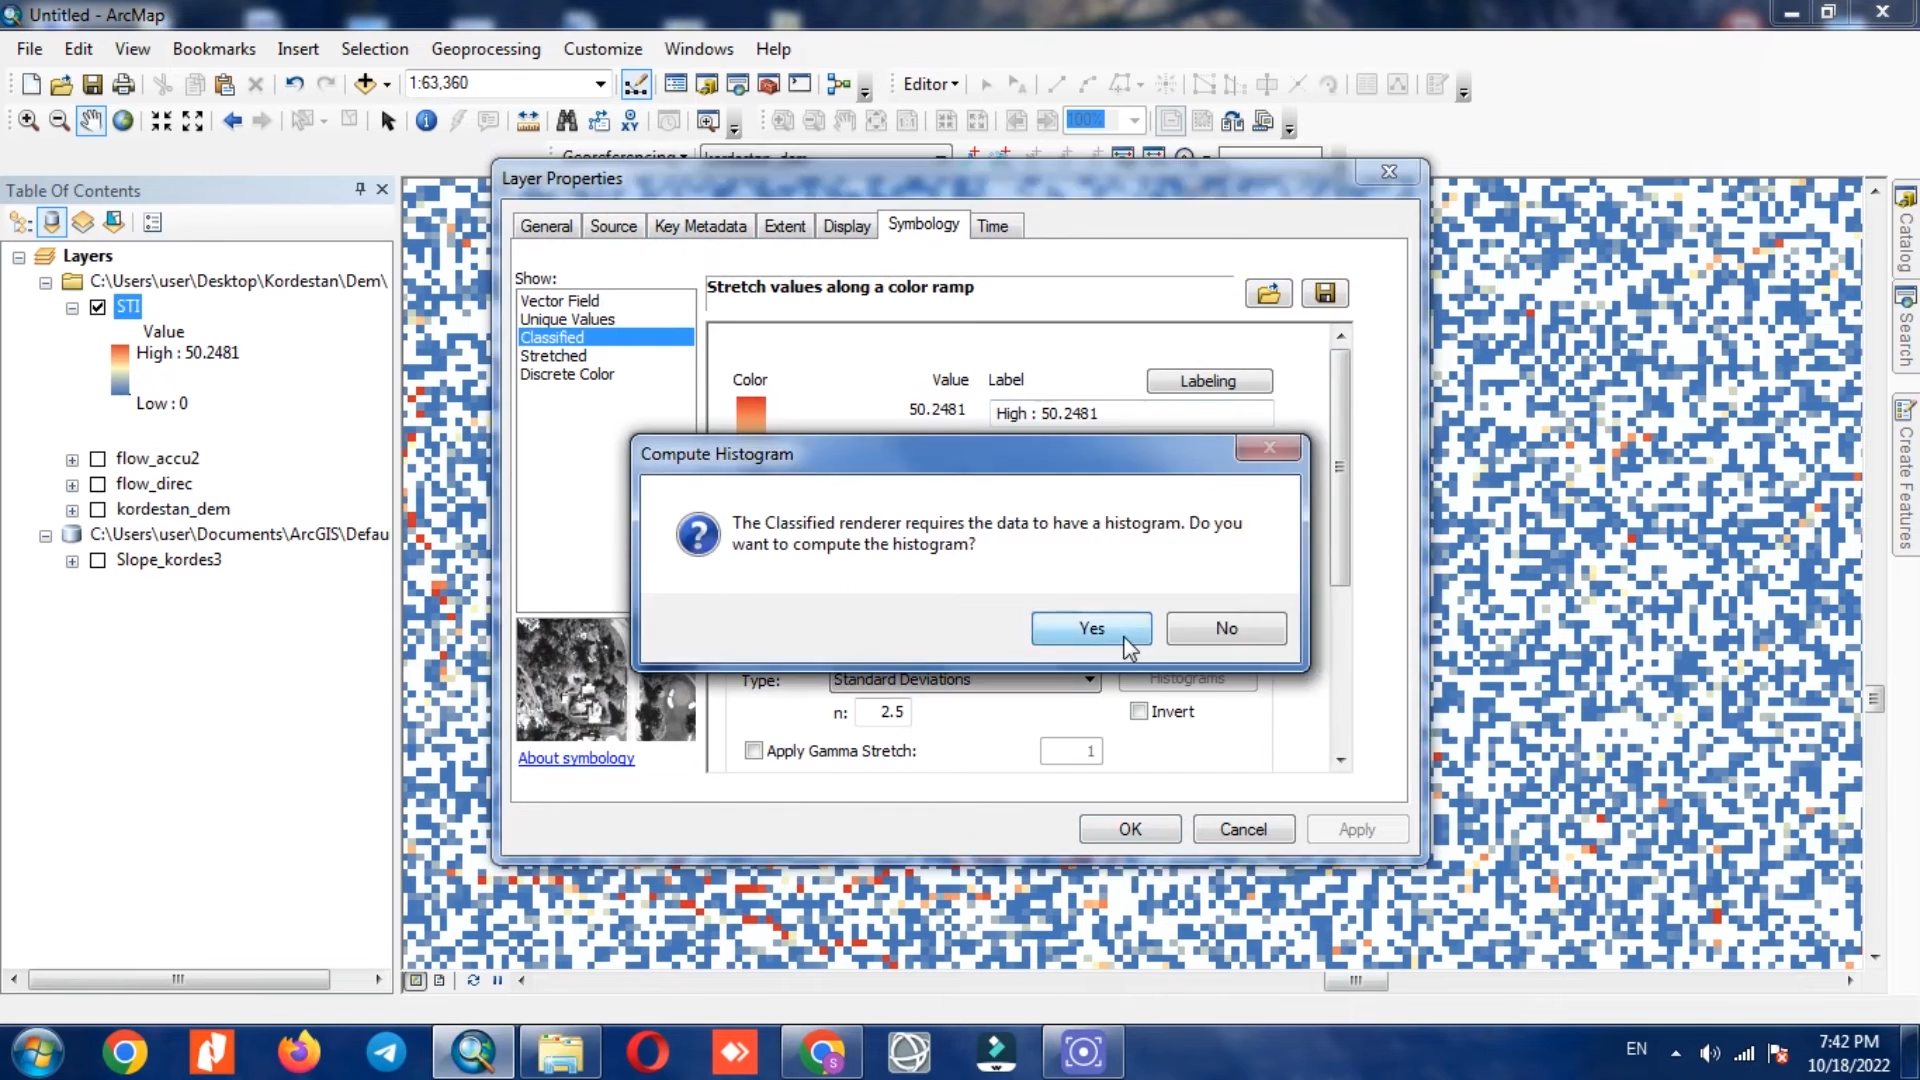 Untitled - ArcMap
File Edit View Bookmarks Insert Selection Geoprocessing Customize Windows Help
1:63,360
Editor
XY
100%
Georeferencing
kordestan_dem
Table Of Contents
Layers
C:\Users\user\Desktop\Kordestan\Dem\
STI
Value
High : 50.2481
Low : 0
flow_accu2
flow_direc
kordestan_dem
C:\Users\user\Documents\ArcGIS\Defau
Slope_kordes3
Layer Properties
General Source Key Metadata Extent Display Symbology Time
Show:
Vector Field
Unique Values
Classified
Stretched
Discrete Color
About symbology
Stretch values along a color ramp
Color Value Label Labeling
50.2481 High : 50.2481
Compute Histogram
The Classified renderer requires the data to have a histogram. Do you
want to compute the histogram?
Yes No
Type: Standard Deviations Histograms
n: 2.5 Invert
Apply Gamma Stretch: 1
OK Cancel Apply
Catalog
Search
Create Features
EN
7:42 PM
10/18/2022